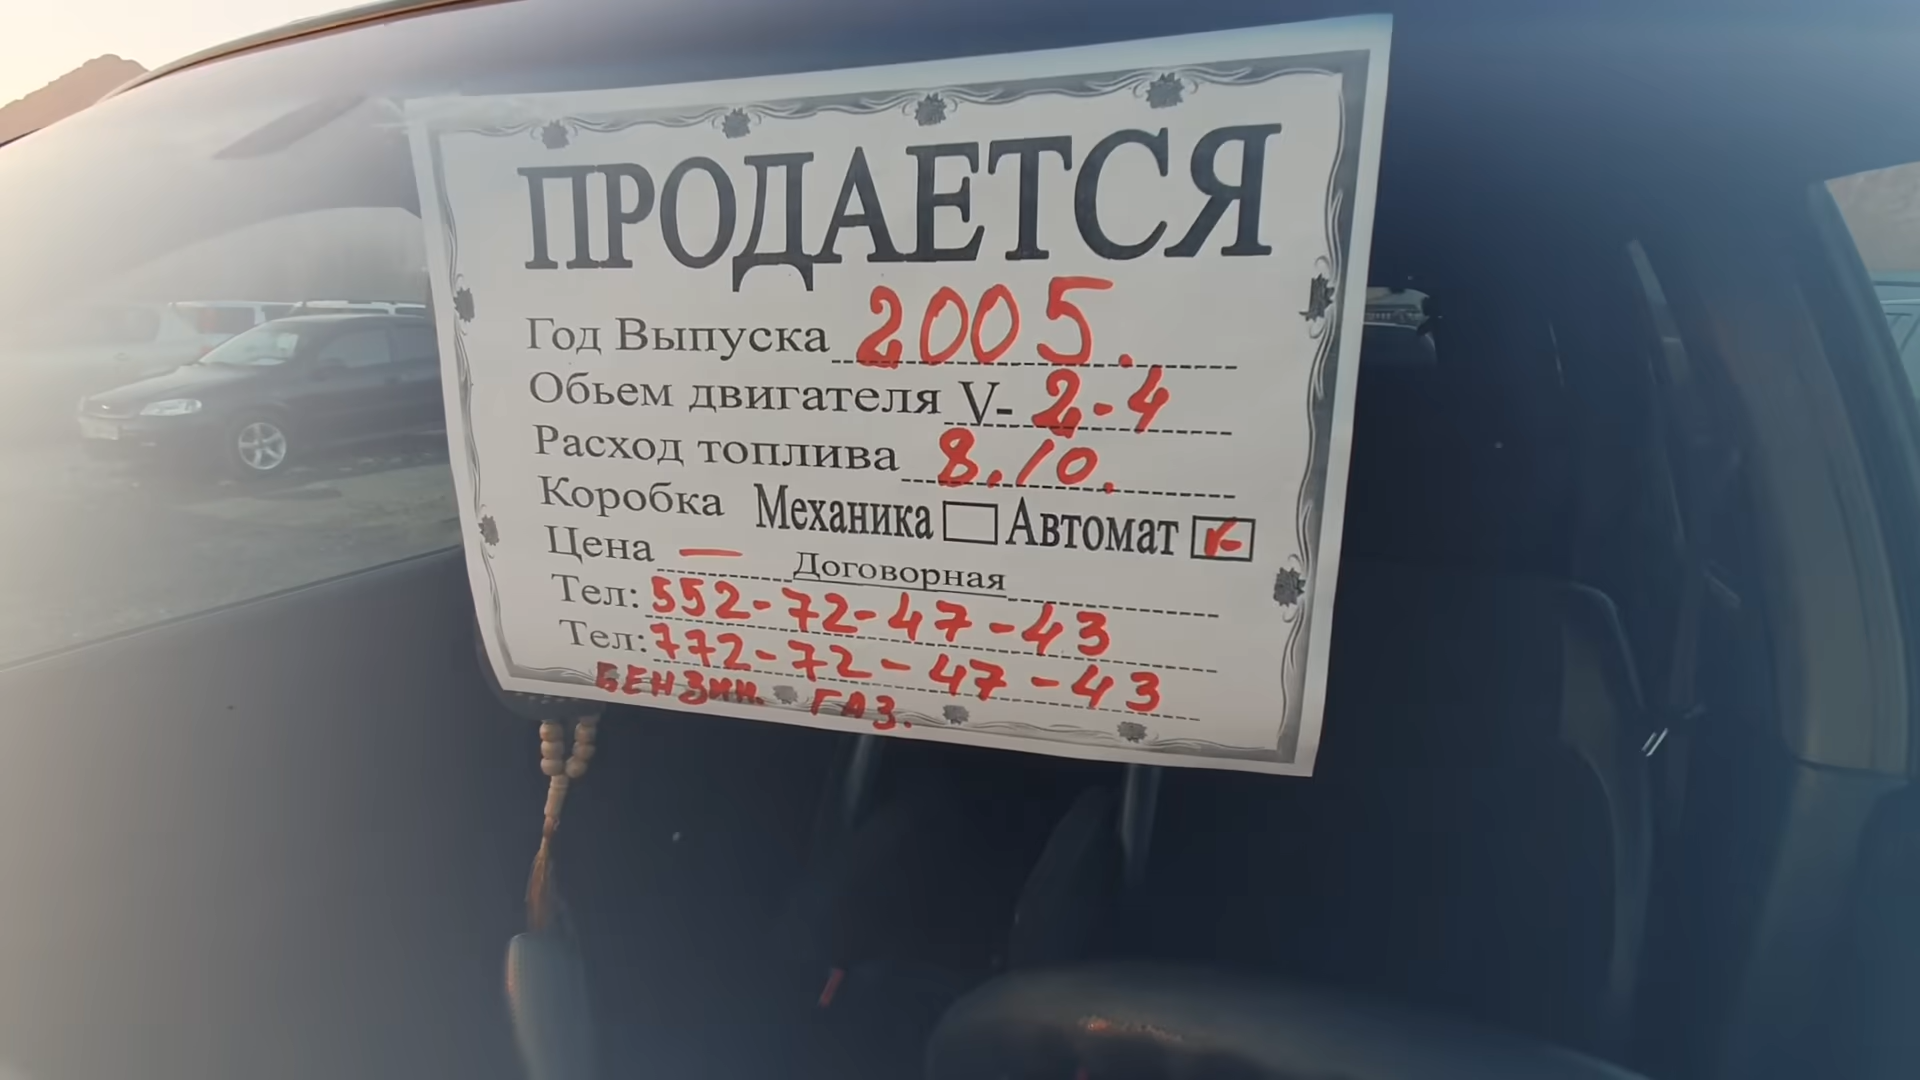 ПРОДАЕТСЯ
Год Выпуска 2005.
Обьем двигателя V- 2-4
Расход топлива 8.10.
Коробка Механика Автомат
Цена — Договорная
Тел: 552-72-47-43
Тел: 772-72-47-43
БЕНЗИН. ГАЗ.